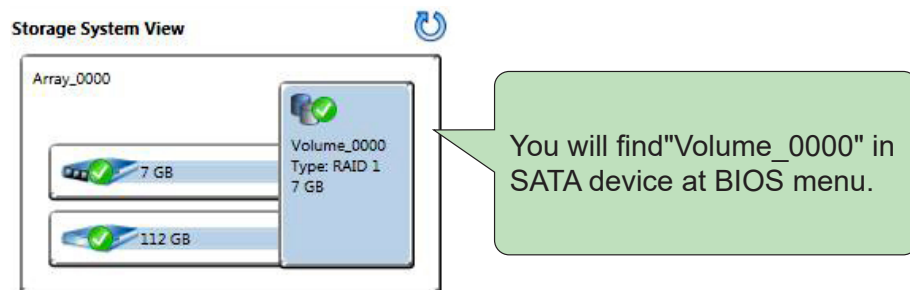 Storage System View
Array_0000
Volume_0000
Type: RAID 1
7 GB
7 GB
112 GB
You will find"Volume_0000" in
SATA device at BIOS menu.